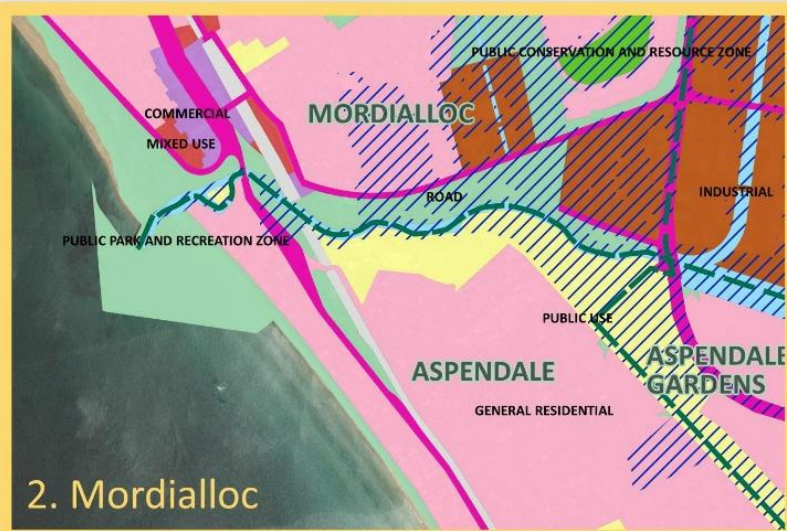 PUBLIC CONSERVATION AND RESOURCE ZONE
COMMERCIAL
MORDIALLOC
MIXED USE
INDUSTRIAL
ROAD
PUBLIC PARK AND RECREATION ZONE
PUBLIC USE
ASPENDALE
ASPENDALE
GARDENS
GENERAL RESIDENTIAL
2. Mordialloc